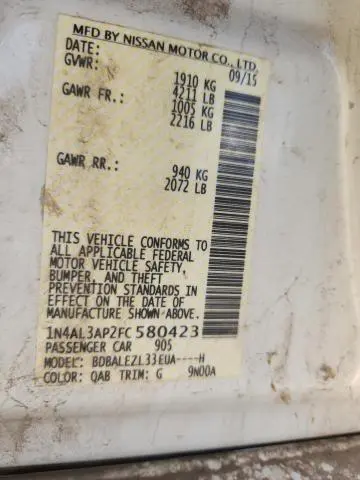 MFD BY NISSAN MOTOR CO., LTD.
DATE: 09/15
GVWR: 1910 KG
4211 LB
GAWR FR.: 1005 KG
2216 LB
GAWR RR.: 940 KG
2072 LB
THIS VEHICLE CONFORMS TO
ALL APPLICABLE FEDERAL
MOTOR VEHICLE SAFETY,
BUMPER, AND THEFT
PREVENTION STANDARDS IN
EFFECT ON THE DATE OF
MANUFACTURE SHOWN ABOVE.
1N4AL3AP2FC580423
PASSENGER CAR 905
MODEL: BDBALEZL33EUA----H
COLOR: QAB TRIM: G 9N00A